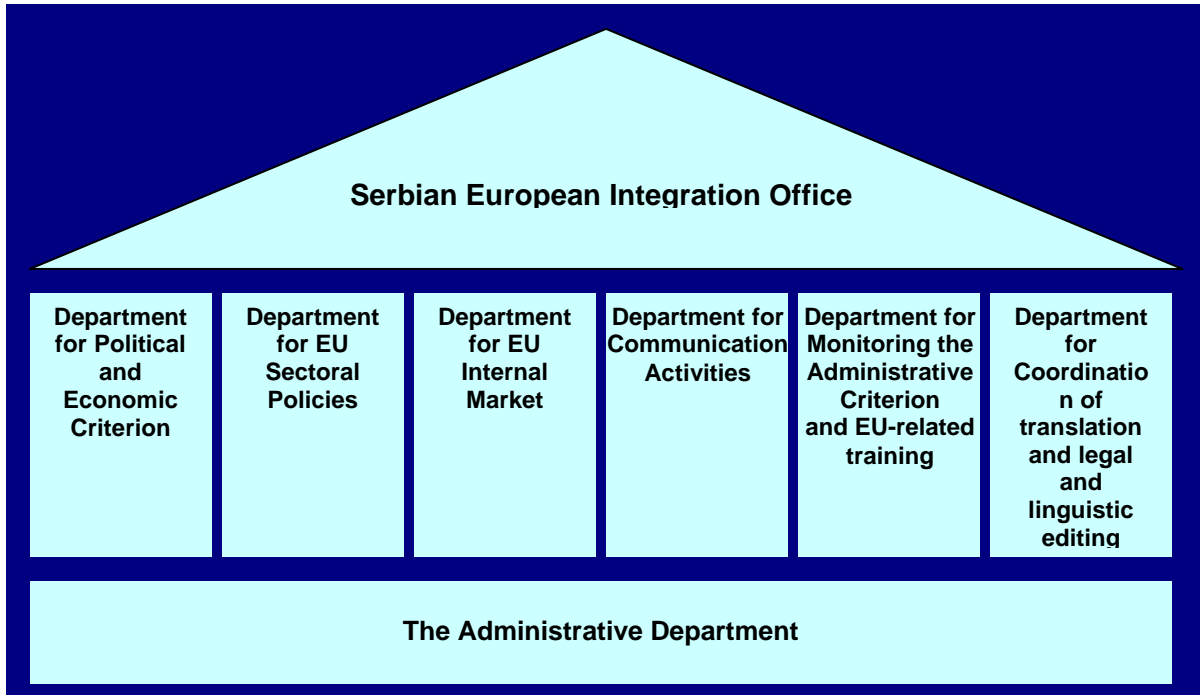 Serbian European Integration Office
Department
for Political
and
Economic
Criterion
Department
for EU
Sectoral
Policies
Department
for EU
Internal
Market
Department for
Communication
Activities
Department for
Monitoring the
Administrative
Criterion
and EU-related
training
Department
for
Coordinatio
n of
translation
and legal
and
linguistic
editing
The Administrative Department